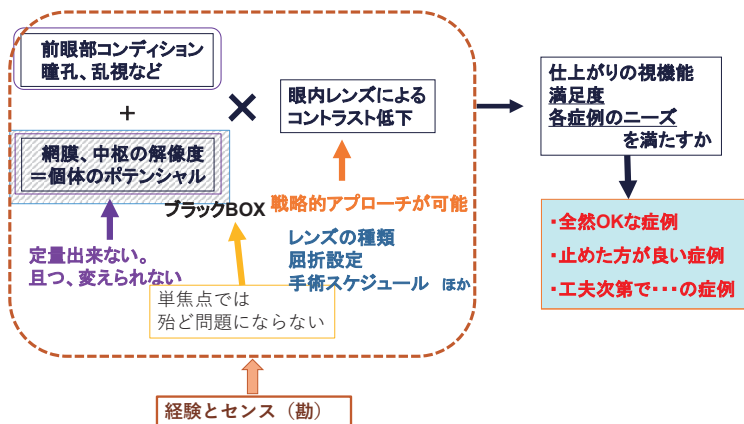 前眼部コンディション
瞳孔、乱視など
+
網膜、中枢の解像度
＝個体のポテンシャル
×
眼内レンズによる
コントラスト低下
仕上がりの視機能
満足度
各症例のニーズ
を満たすか
ブラックBOX
戦略的アプローチが可能
定量出来ない。
且つ、変えられない
レンズの種類
屈折設定
手術スケジュール ほか
単焦点では
殆ど問題にならない
・全然OKな症例
・止めた方が良い症例
・工夫次第で・・・の症例
経験とセンス（勘）